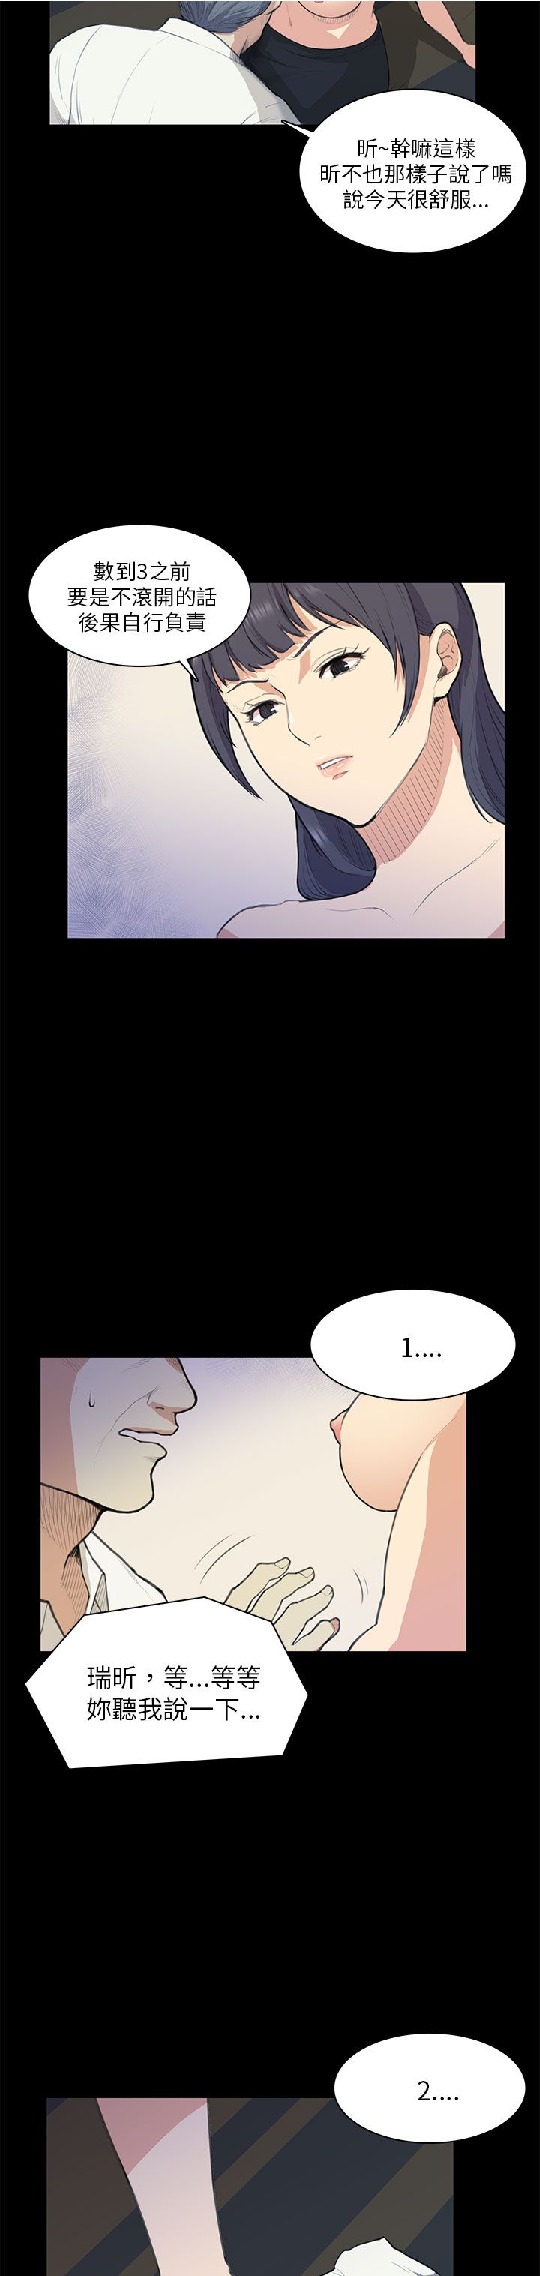 昕~幹嘛這樣
昕不也那樣子說了嗎
說今天很舒服...
數到3之前
要是不滾開的話
後果自行負責
1....
瑞昕，等...等等
妳聽我說一下...
2....